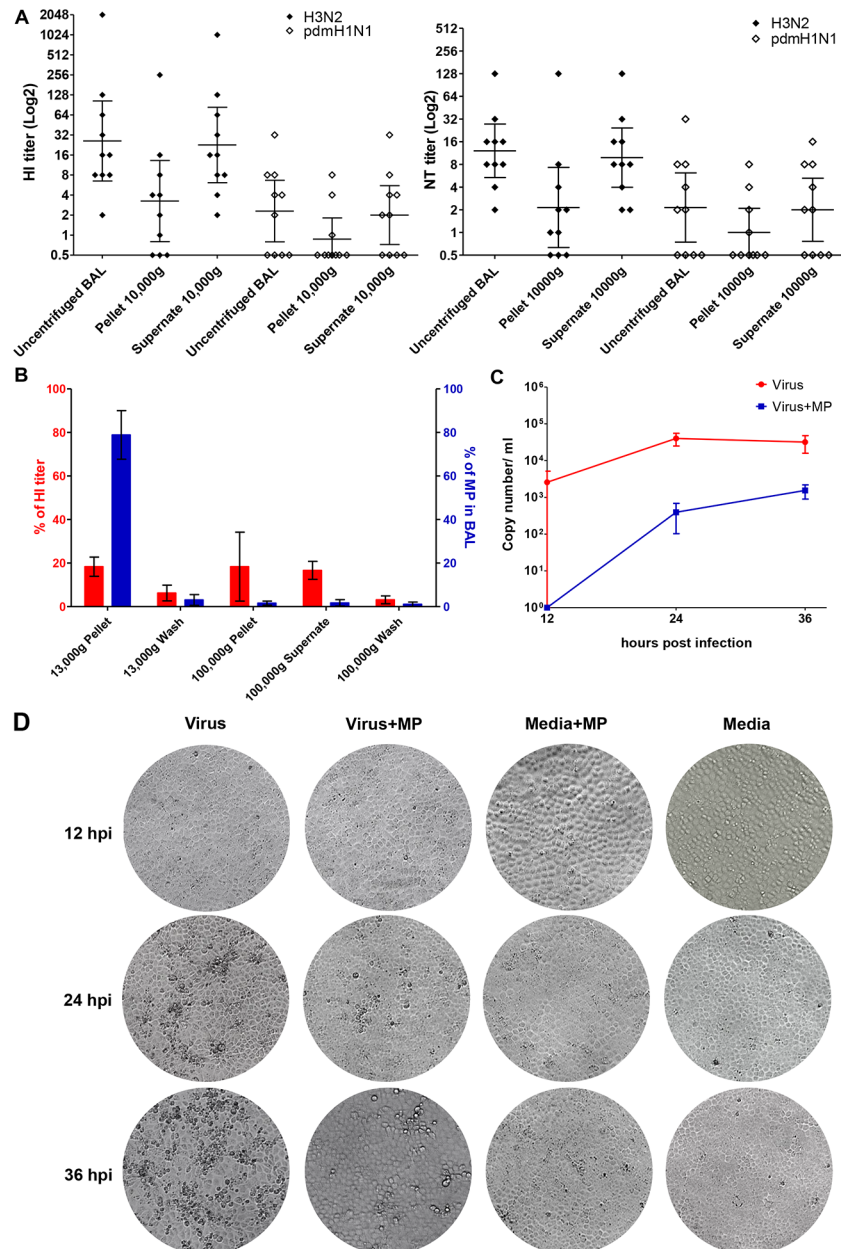 A
H3N2
pdmH1N1
HI titer (Log2)
2048
1024
512
256
128
64
32
16
8
4
2
1
0.5
Uncentrifuged BAL
Pellet 10,000g
Supernate 10,000g
Uncentrifuged BAL
Pellet 10,000g
Supernate 10,000g
H3N2
pdmH1N1
NT titer (Log2)
512
256
128
64
32
16
8
4
2
1
0.5
Uncentrifuged BAL
Pellet 10000g
Supernate 10000g
Uncentrifuged BAL
Pellet 10000g
Supernate 10000g
B
% of HI titer
100
80
60
40
20
0
100
80
60
40
20
0
% of MP in BAL
13,000g Pellet
13,000g Wash
100,000g Pellet
100,000g Supernate
100,000g Wash
C
Virus
Virus+MP
Copy number/ ml
10⁶
10⁵
10⁴
10³
10²
10¹
10⁰
12
24
36
hours post infection
D
Virus
Virus+MP
Media+MP
Media
12 hpi
24 hpi
36 hpi